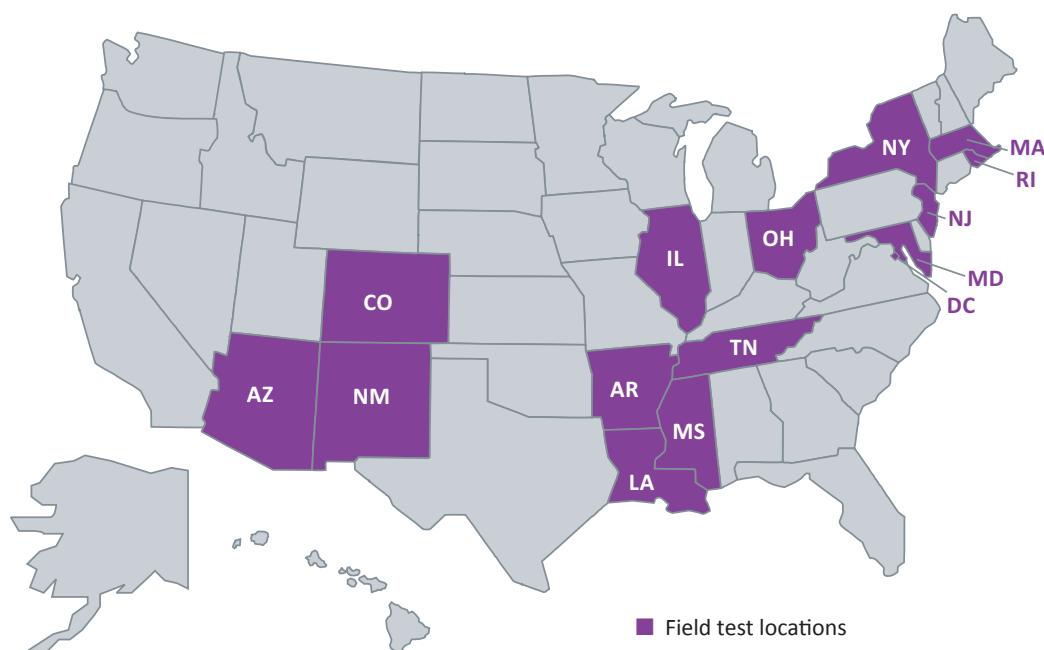 NY
MA
RI
NJ
OH
IL
MD
DC
CO
TN
AR
AZ
NM
MS
LA
Field test locations